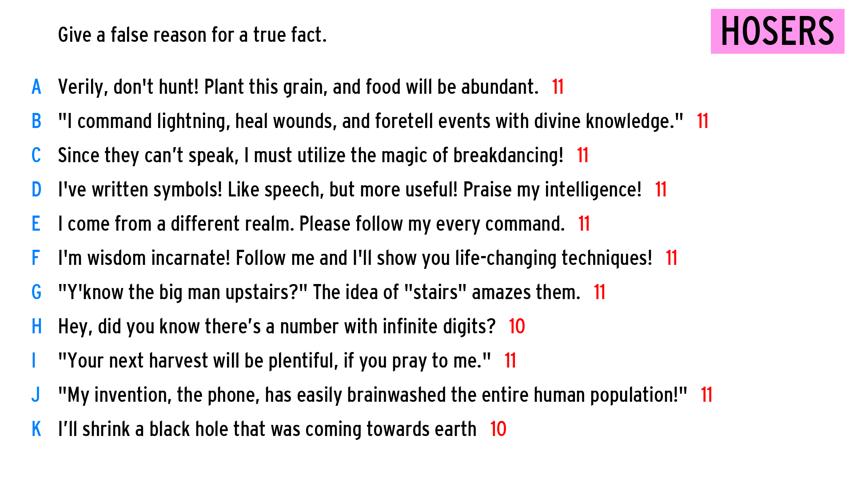 Give a false reason for a true fact.
HOSERS
A Verily, don't hunt! Plant this grain, and food will be abundant. 11
B "I command lightning, heal wounds, and foretell events with divine knowledge." 11
C Since they can’t speak, I must utilize the magic of breakdancing! 11
D I've written symbols! Like speech, but more useful! Praise my intelligence! 11
E I come from a different realm. Please follow my every command. 11
F I'm wisdom incarnate! Follow me and I'll show you life-changing techniques! 11
G "Y'know the big man upstairs?" The idea of "stairs" amazes them. 11
H Hey, did you know there’s a number with infinite digits? 10
I "Your next harvest will be plentiful, if you pray to me." 11
J "My invention, the phone, has easily brainwashed the entire human population!" 11
K I’ll shrink a black hole that was coming towards earth 10